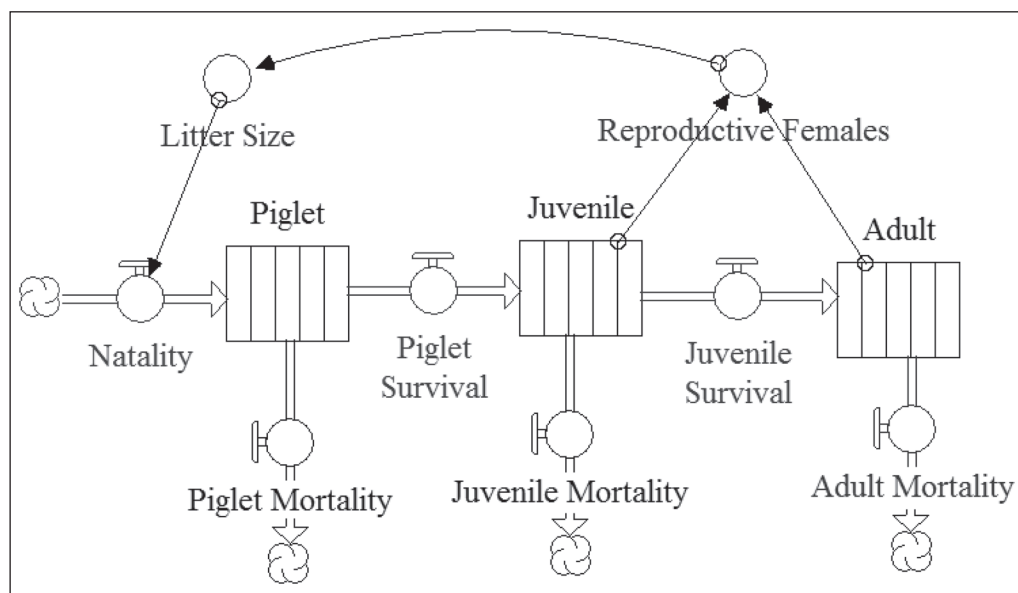 Litter Size
Reproductive Females
Piglet
Juvenile
Adult
Natality
Piglet
Survival
Juvenile
Survival
Piglet Mortality
Juvenile Mortality
Adult Mortality